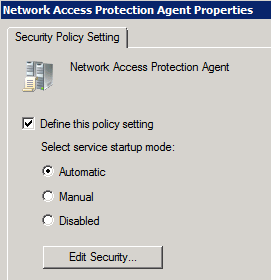 Network Access Protection Agent Properties
Security Policy Setting
Network Access Protection Agent
Define this policy setting
Select service startup mode:
Automatic
Manual
Disabled
Edit Security...